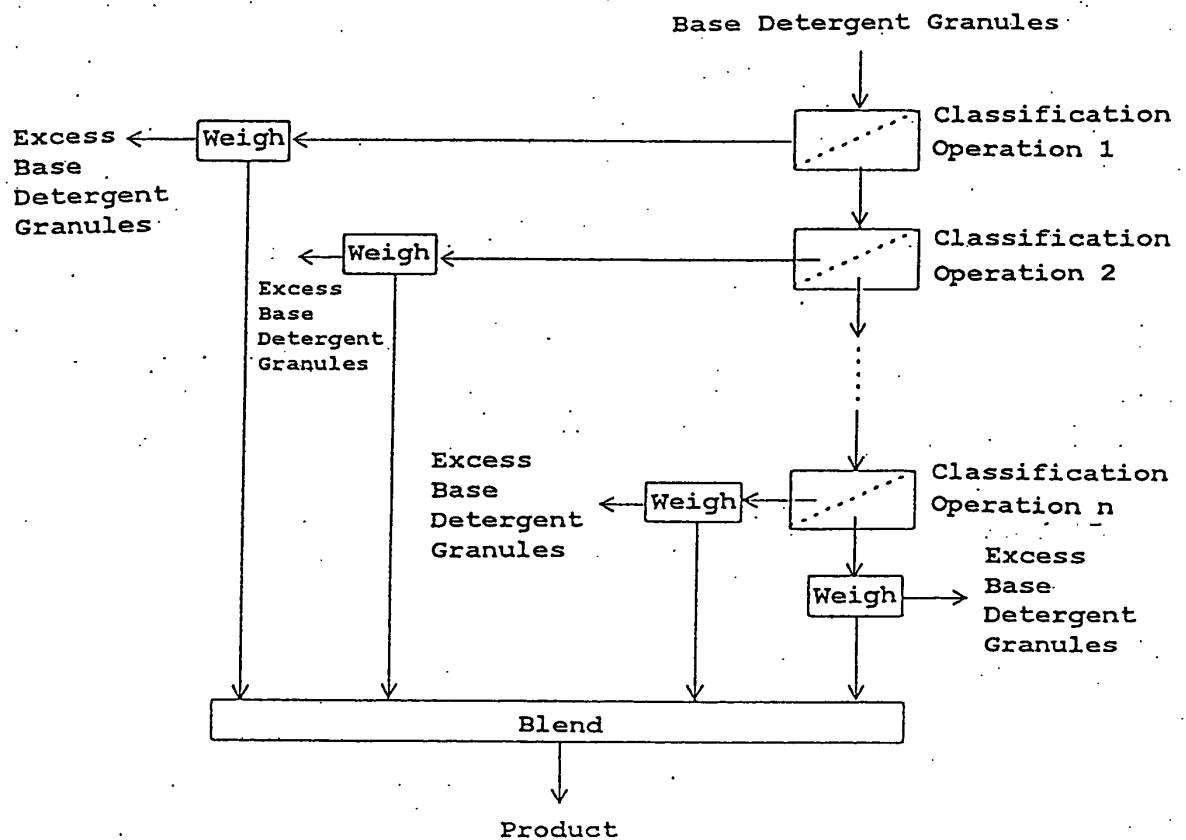 Base Detergent Granules
Classification
Operation 1
Weigh
Excess
Base
Detergent
Granules
Classification
Operation 2
Weigh
Excess
Base
Detergent
Granules
Classification
Operation n
Weigh
Excess
Base
Detergent
Granules
Weigh
Excess
Base
Detergent
Granules
Blend
Product